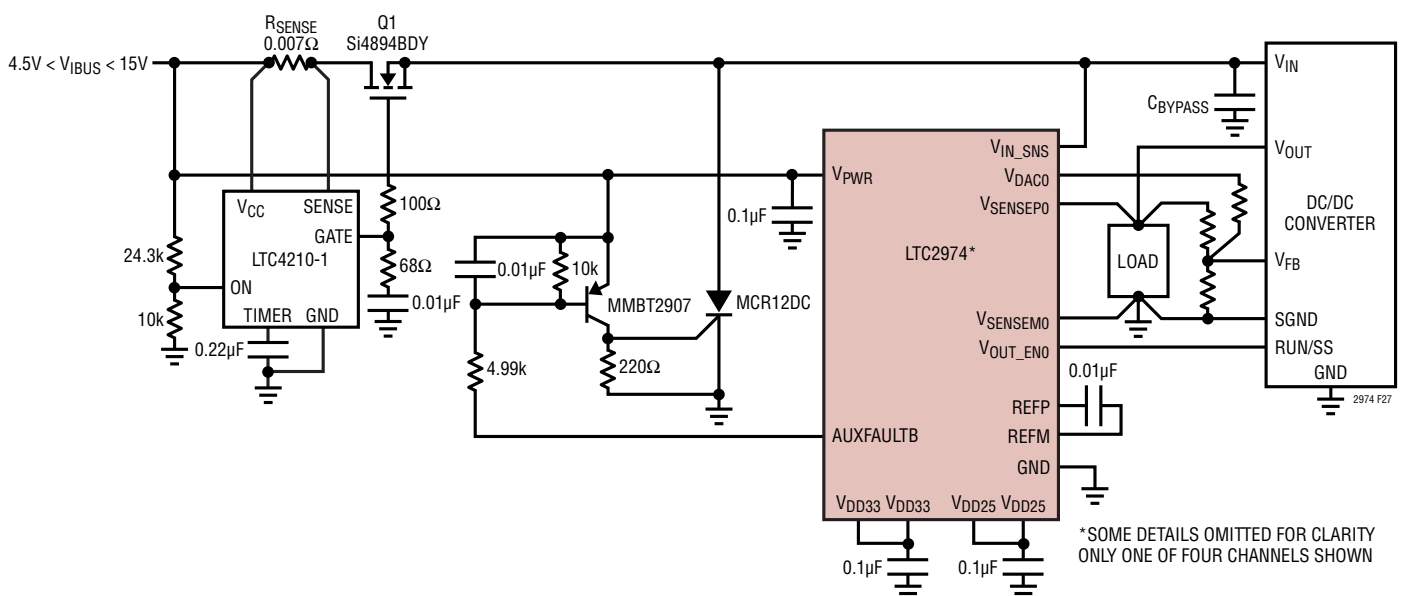 4.5V < VIBUS < 15V
RSENSE
0.007Ω
Q1
Si4894BDY
VCC
SENSE
GATE
LTC4210-1
ON
TIMER
GND
24.3k
10k
0.22µF
100Ω
68Ω
0.01µF
0.01µF
10k
MMBT2907
4.99k
220Ω
MCR12DC
0.1µF
VPWR
LTC2974*
AUXFAULTB
VIN_SNS
VDAC0
VSENSEP0
VSENSEM0
VOUT_EN0
REFP
REFM
GND
VDD33
VDD33
VDD25
VDD25
0.1µF
0.1µF
0.01µF
LOAD
CBYPASS
VIN
VOUT
DC/DC
CONVERTER
VFB
SGND
RUN/SS
GND
2974 F27
*SOME DETAILS OMITTED FOR CLARITY
ONLY ONE OF FOUR CHANNELS SHOWN